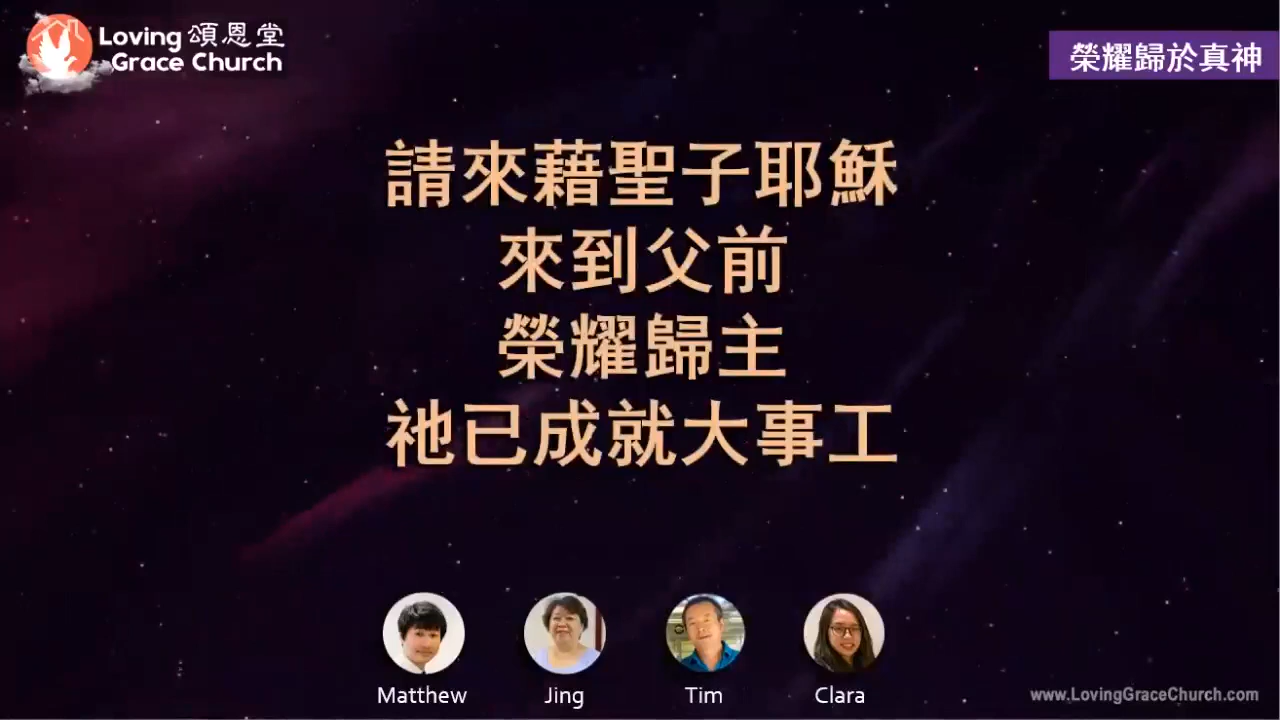 Loving 頌恩堂
Grace Church
榮耀歸於真神
請來藉聖子耶穌
來到父前
榮耀歸主
祂已成就大事工
Matthew
Jing
Tim
Clara
www.LovingGraceChurch.com